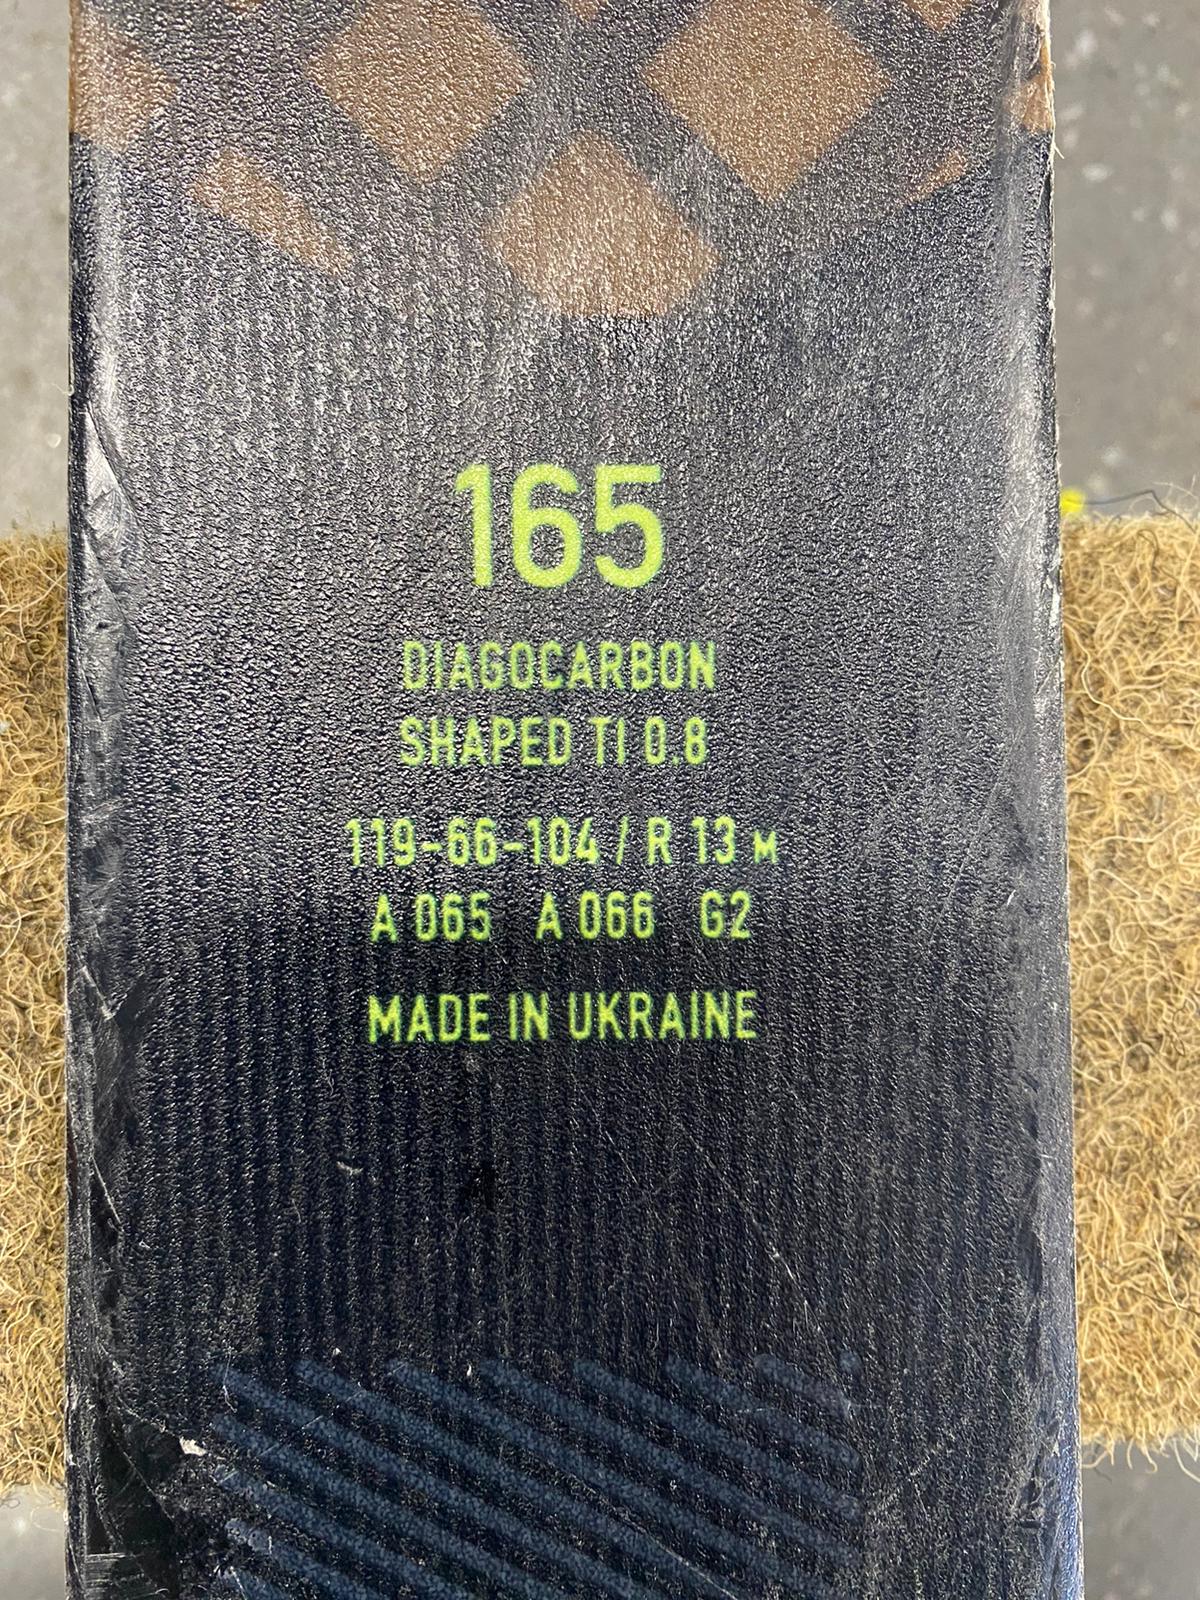 165
DIAGOCARBON
SHAPED TI 0.8
119-66-104 / R 13 M
A 065 A 066 G2
MADE IN UKRAINE